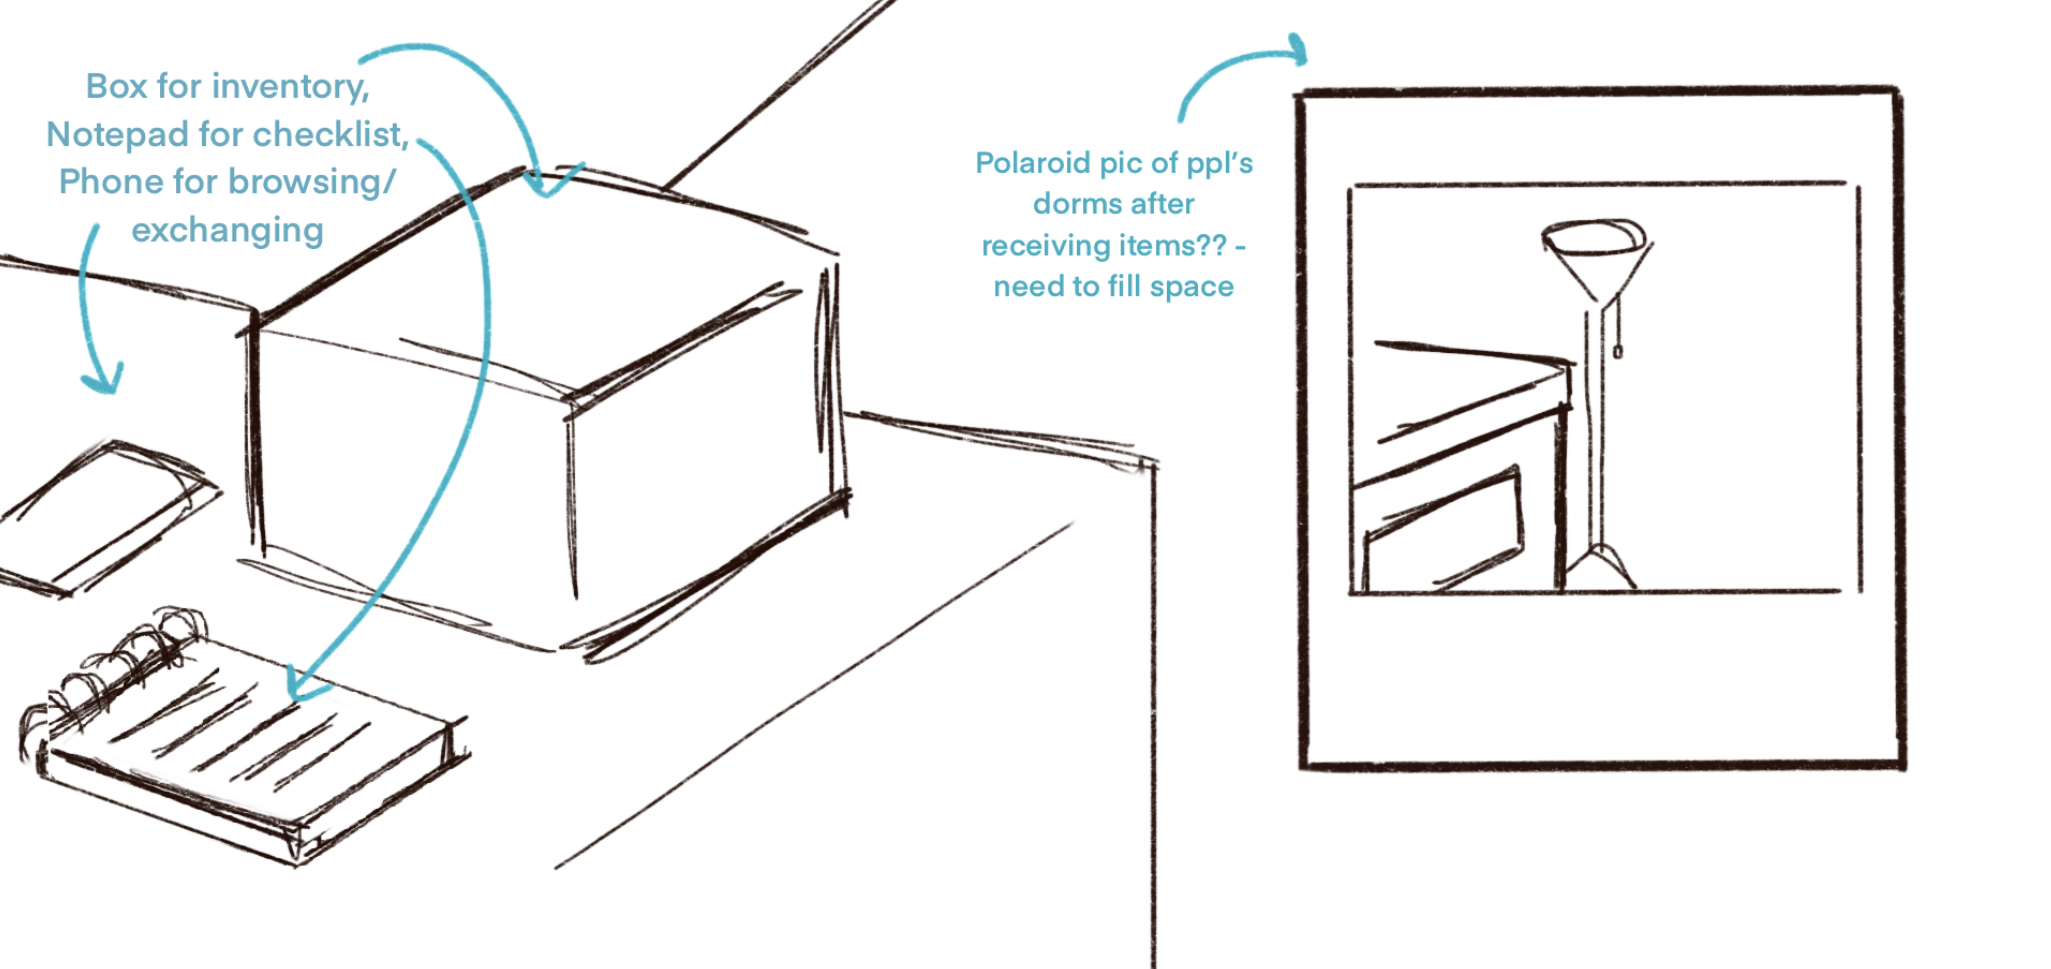 Box for inventory,
Notepad for checklist,
Phone for browsing/
exchanging
Polaroid pic of ppl's
dorms after
receiving items?? -
need to fill space